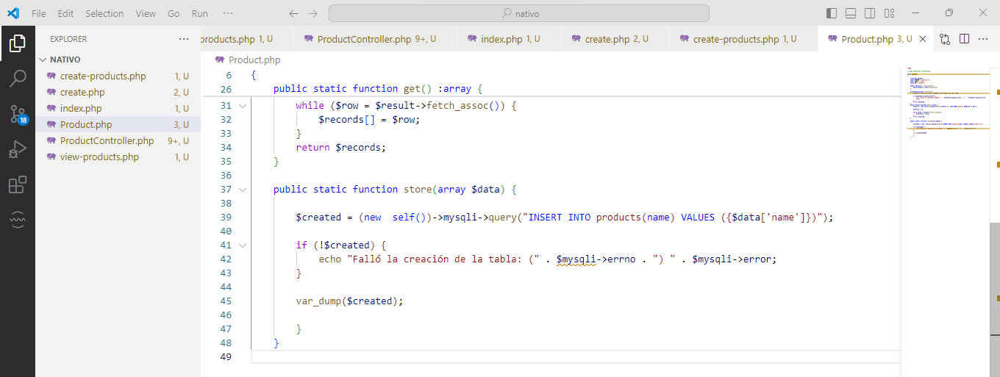 File Edit Selection View Go Run ··· nativo
EXPLORER ···
products.php 1, U ProductController.php 9+, U index.php 1, U create.php 2, U create-products.php 1, U Product.php 3, U
NATIVO
create-products.php 1, U
create.php 2, U
index.php 1, U
Product.php 3, U
ProductController.php 9+, U
view-products.php 1, U
18
Product.php
6 {
26 public static function get() :array {
31 while ($row = $result->fetch_assoc()) {
32 $records[] = $row;
33 }
34 return $records;
35 }
36
37 public static function store(array $data) {
38
39 $created = (new  self())->mysqli->query("INSERT INTO products(name) VALUES ({$data['name']})");
40
41 if (!$created) {
42 echo "Falló la creación de la tabla: (" . $mysqli->errno . ") " . $mysqli->error;
43 }
44
45 var_dump($created);
46
47 }
48 }
49